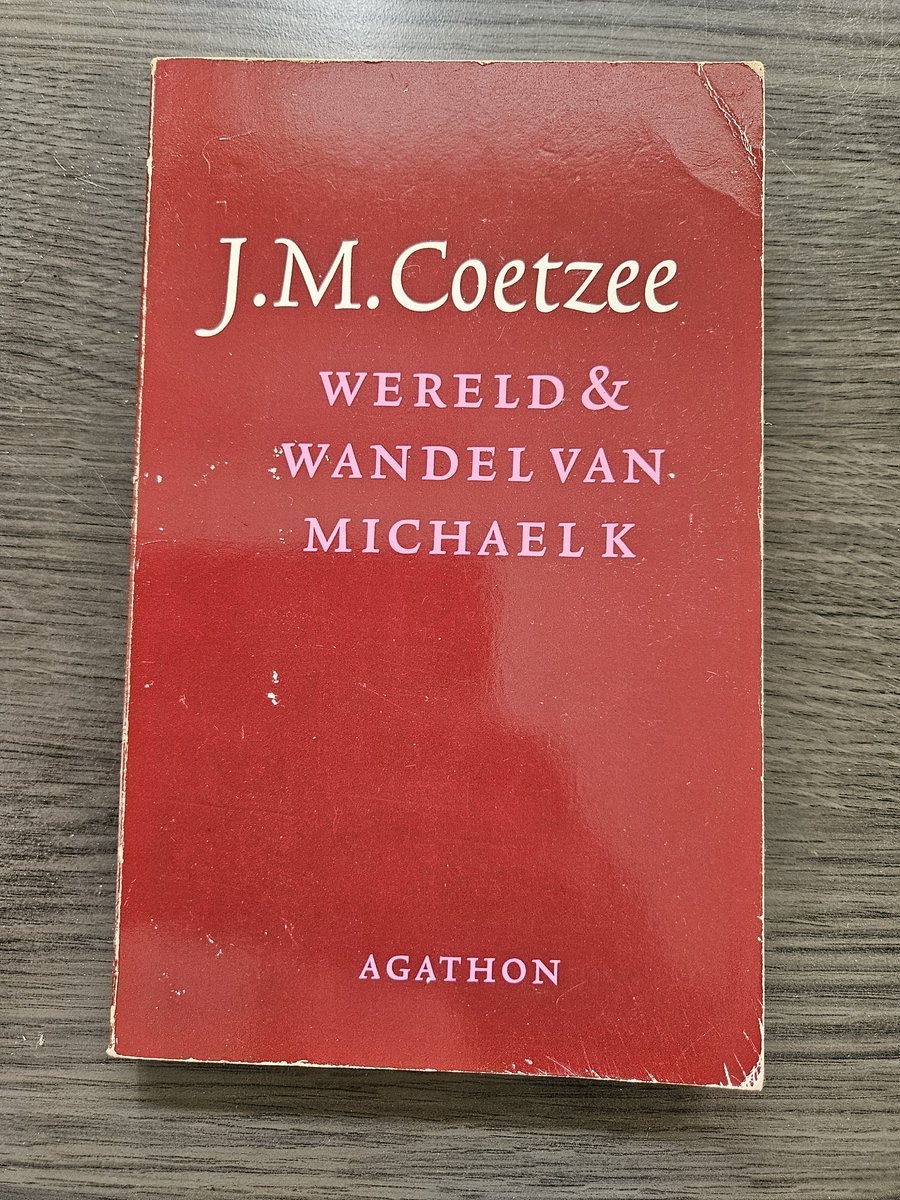 J.M.Coetzee
WERELD &
WANDEL VAN
MICHAEL K
AGATHON